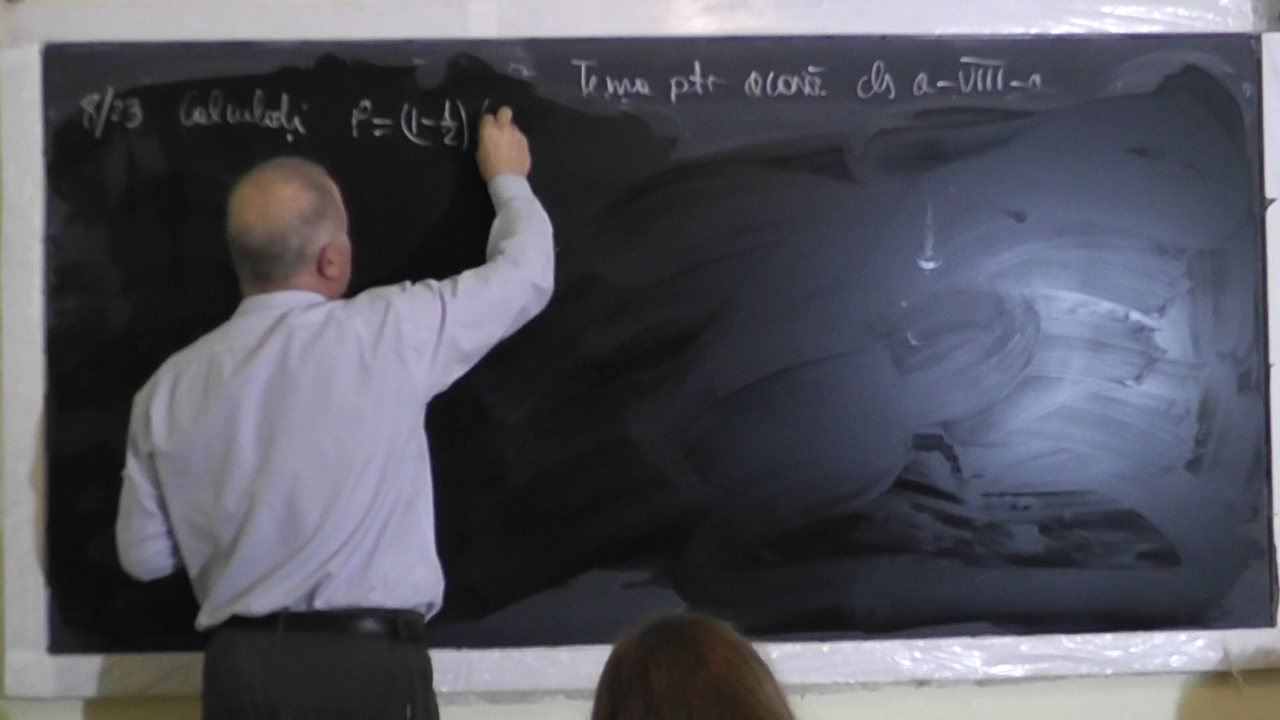 Tema ptr acasă cls a-VIII-a
8/23 Calculați P=(1-1/2)(